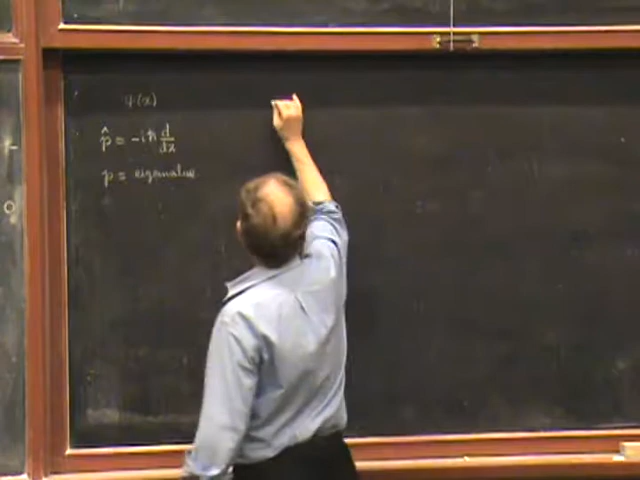 ψ(x)
p̂ = -iħ d/dx
p = eigenvalue